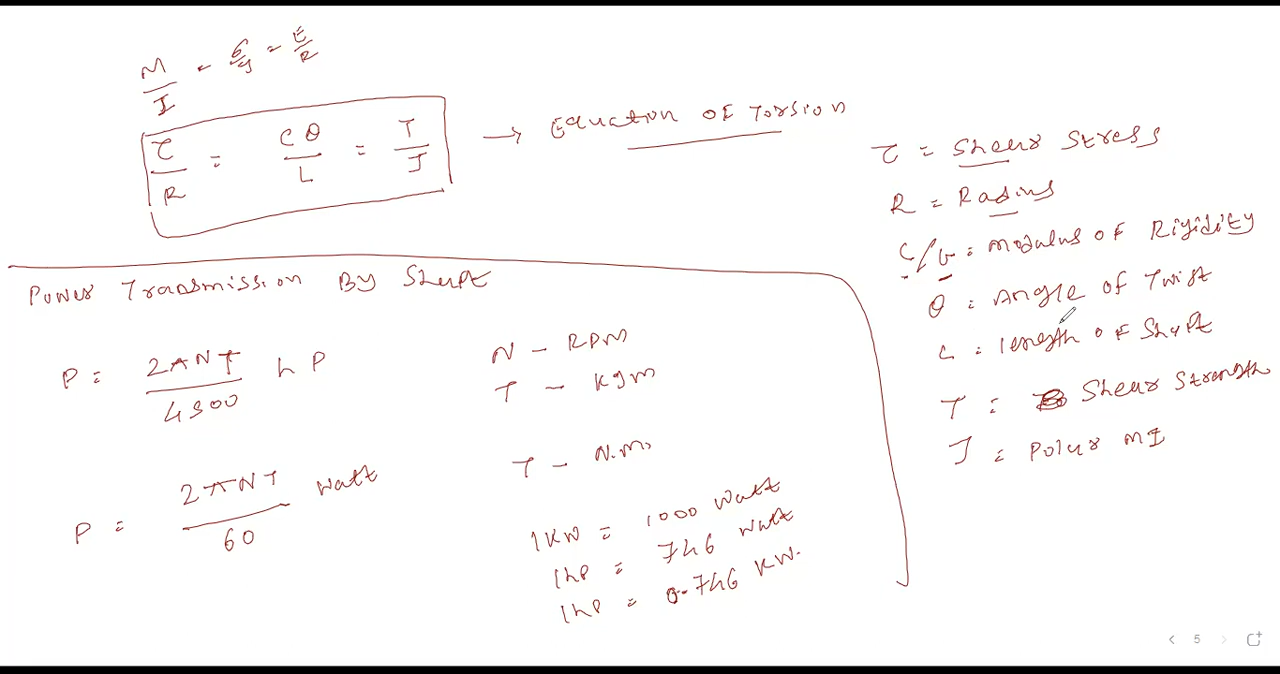 M/I = σ/y = E/R
τ/R = Cθ/L = T/J → Equation of Torsion
τ = Shear Stress
R = Radius
C/G = Modulus of Rigidity
θ = Angle of Twist
L = length of Shaft
T = Shear Strength
J = Polar MI
Power Transmission By Shaft
P = 2πNT/4500 hP
N - RPM
T - kgm
T - N.m.
P = 2πNT/60 Watt
1KW = 1000 Watt
1hP = 746 Watt
1hP = 0.746 KW.
5